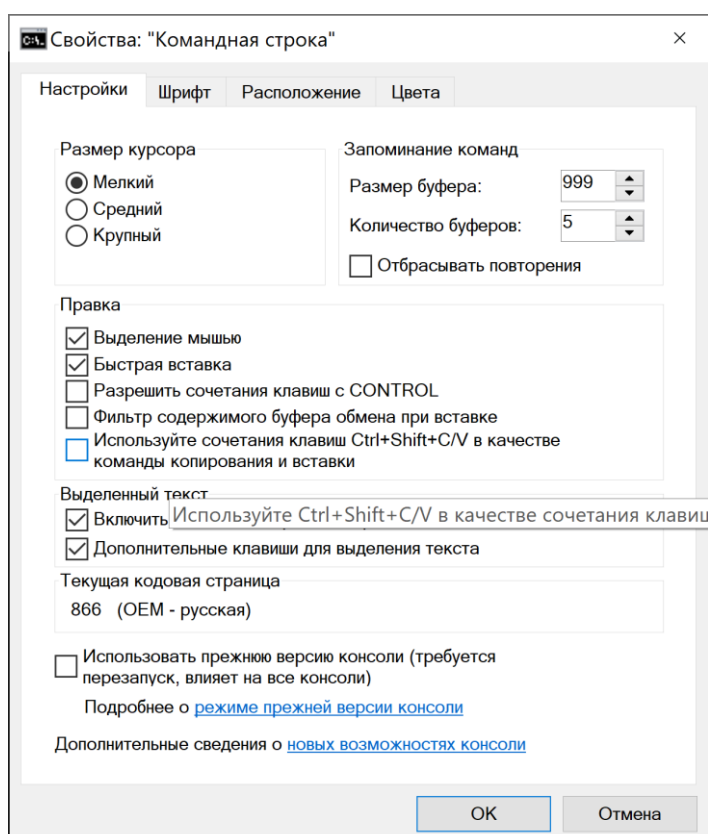 Свойства: "Командная строка"
Настройки Шрифт Расположение Цвета
Размер курсора
Мелкий
Средний
Крупный
Запоминание команд
Размер буфера: 999
Количество буферов: 5
Отбрасывать повторения
Правка
Выделение мышью
Быстрая вставка
Разрешить сочетания клавиш с CONTROL
Фильтр содержимого буфера обмена при вставке
Используйте сочетания клавиш Ctrl+Shift+C/V в качестве
команды копирования и вставки
Выделенный текст
Включить
Используйте Ctrl+Shift+C/V в качестве сочетания клавиш
Дополнительные клавиши для выделения текста
Текущая кодовая страница
866 (OEM - русская)
Использовать прежнюю версию консоли (требуется
перезапуск, влияет на все консоли)
Подробнее о режиме прежней версии консоли
Дополнительные сведения о новых возможностях консоли
OK Отмена